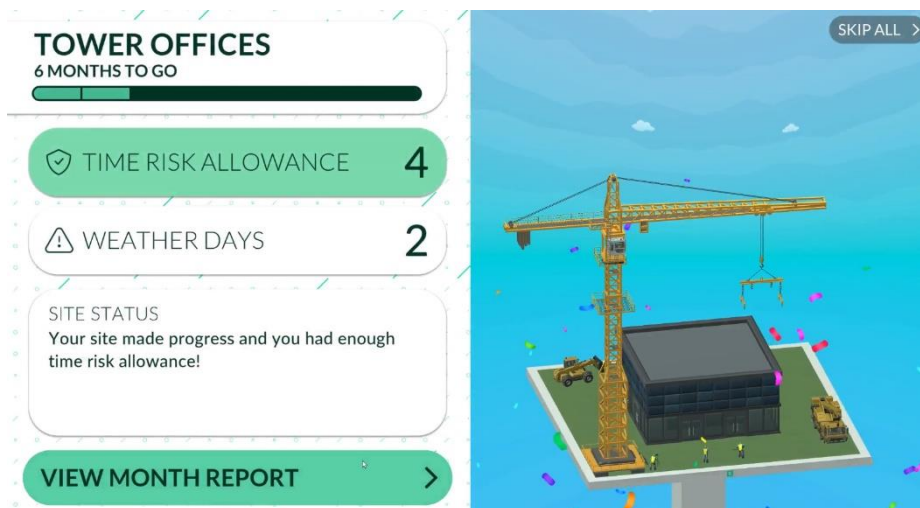 TOWER OFFICES
6 MONTHS TO GO
TIME RISK ALLOWANCE 4
WEATHER DAYS 2
SITE STATUS
Your site made progress and you had enough
time risk allowance!
VIEW MONTH REPORT
SKIP ALL